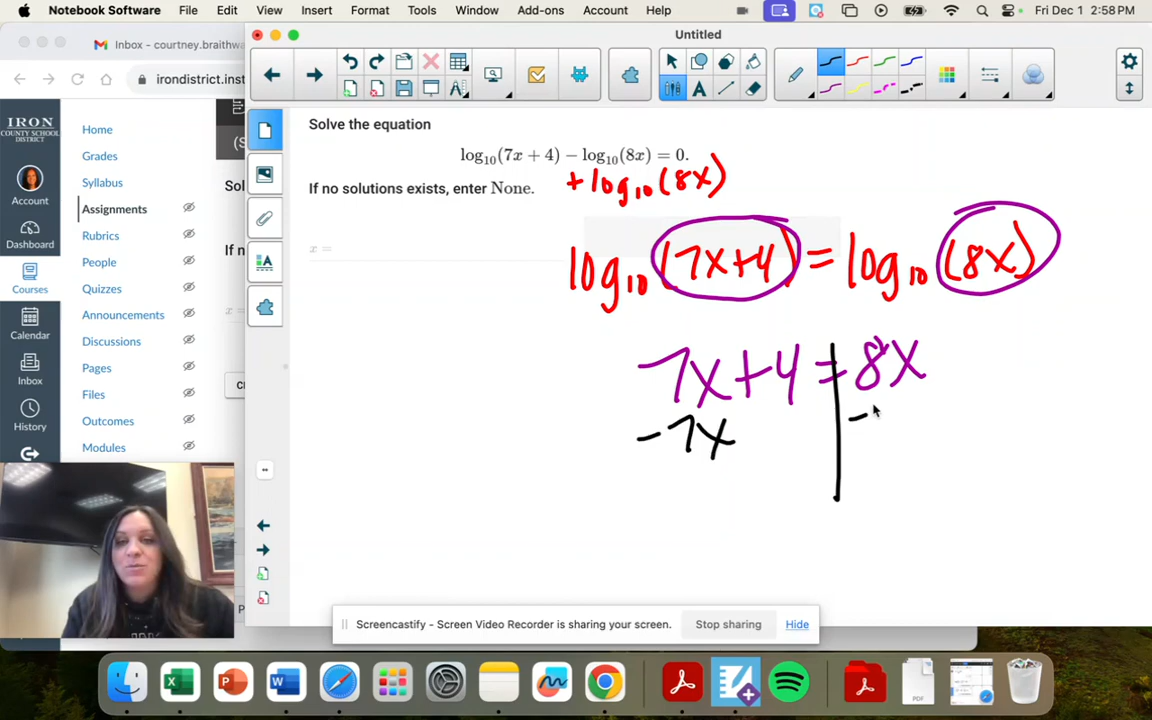 Notebook Software File Edit View Insert Format Tools Window Add-ons Account Help Fri Dec 1 2:58 PM
Inbox - courtney.braithwa
Untitled
irondistrict.inst
IRON
COUNTY SCHOOL
DISTRICT
Account
Dashboard
Courses
Calendar
Inbox
History
Home
Grades
Syllabus
Assignments
Rubrics
People
Quizzes
Announcements
Discussions
Files
Outcomes
Modules
(S
Sol
If n
Solve the equation
log₁₀(7x + 4) − log₁₀(8x) = 0.
+log₁₀(8x)
If no solutions exists, enter None.
x =
log₁₀(7x+4) = log₁₀(8x)
7x+4 = 8x
−7x −
Screencastify - Screen Video Recorder is sharing your screen. Stop sharing Hide